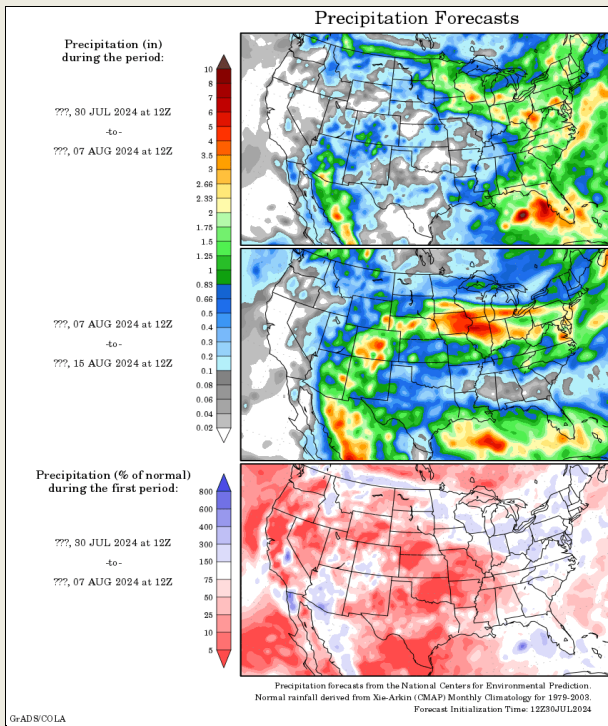 Precipitation Forecasts
Precipitation (in)
during the period:
???, 30 JUL 2024 at 12Z
-to-
???, 07 AUG 2024 at 12Z
10
8
7
6
5
4
3.5
3
2.66
2.33
2
1.75
1.5
1.25
1
0.83
0.66
0.5
0.4
0.3
0.2
0.1
0.08
0.06
0.04
0.02
???, 07 AUG 2024 at 12Z
-to-
???, 15 AUG 2024 at 12Z
Precipitation (% of normal)
during the first period:
???, 30 JUL 2024 at 12Z
-to-
???, 07 AUG 2024 at 12Z
800
600
400
300
150
75
50
25
10
5
Precipitation forecasts from the National Centers for Environmental Prediction.
Normal rainfall derived from Xie-Arkin (CMAP) Monthly Climatology for 1979-2003.
Forecast Initialization Time: 12Z30JUL2024
GrADS/COLA